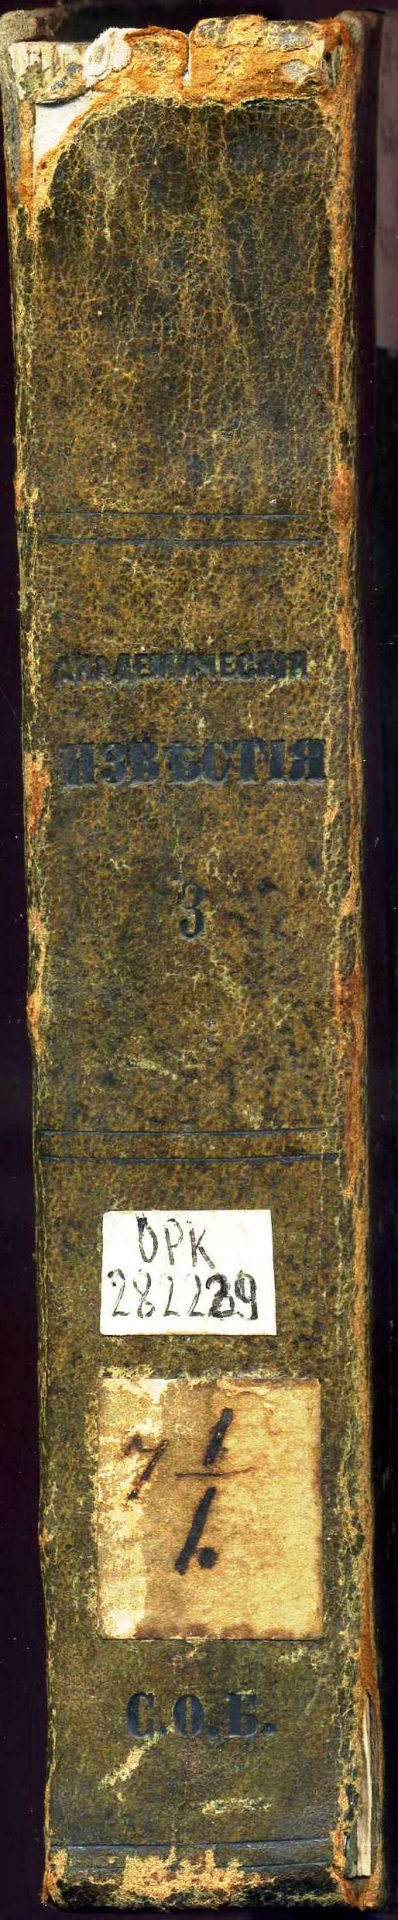 АКАДЕМИЧЕСКІЯ
ИЗВѢСТІЯ
3
ОРК
282229
7 1/1.
С.О.Б.